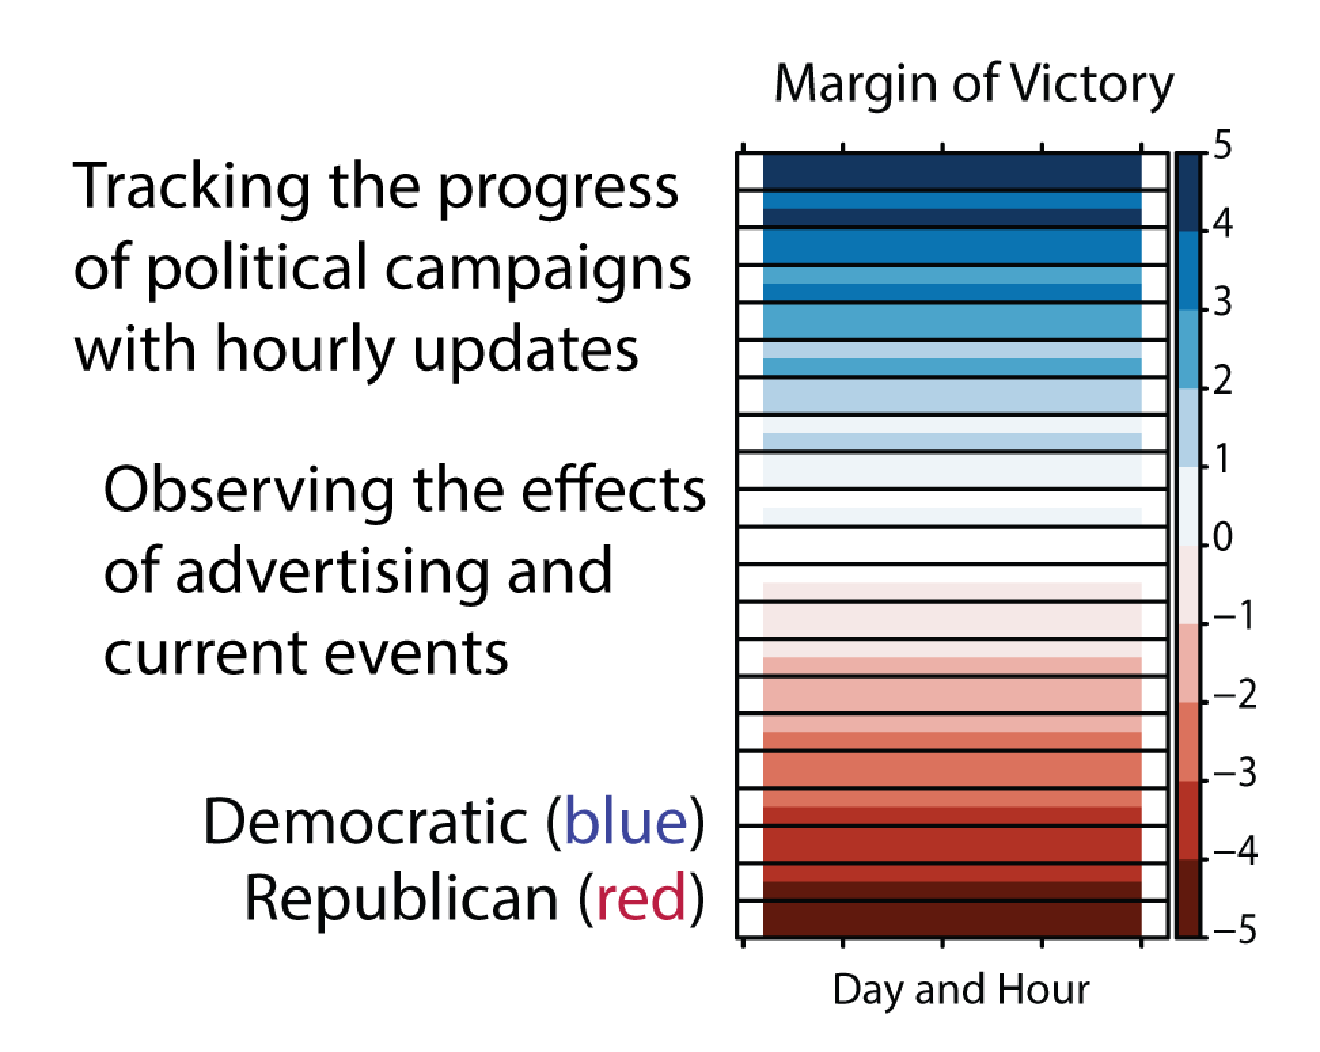 Margin of Victory
Tracking the progress
of political campaigns
with hourly updates
Observing the effects
of advertising and
current events
Democratic (blue)
Republican (red)
5
4
3
2
1
0
−1
−2
−3
−4
−5
Day and Hour